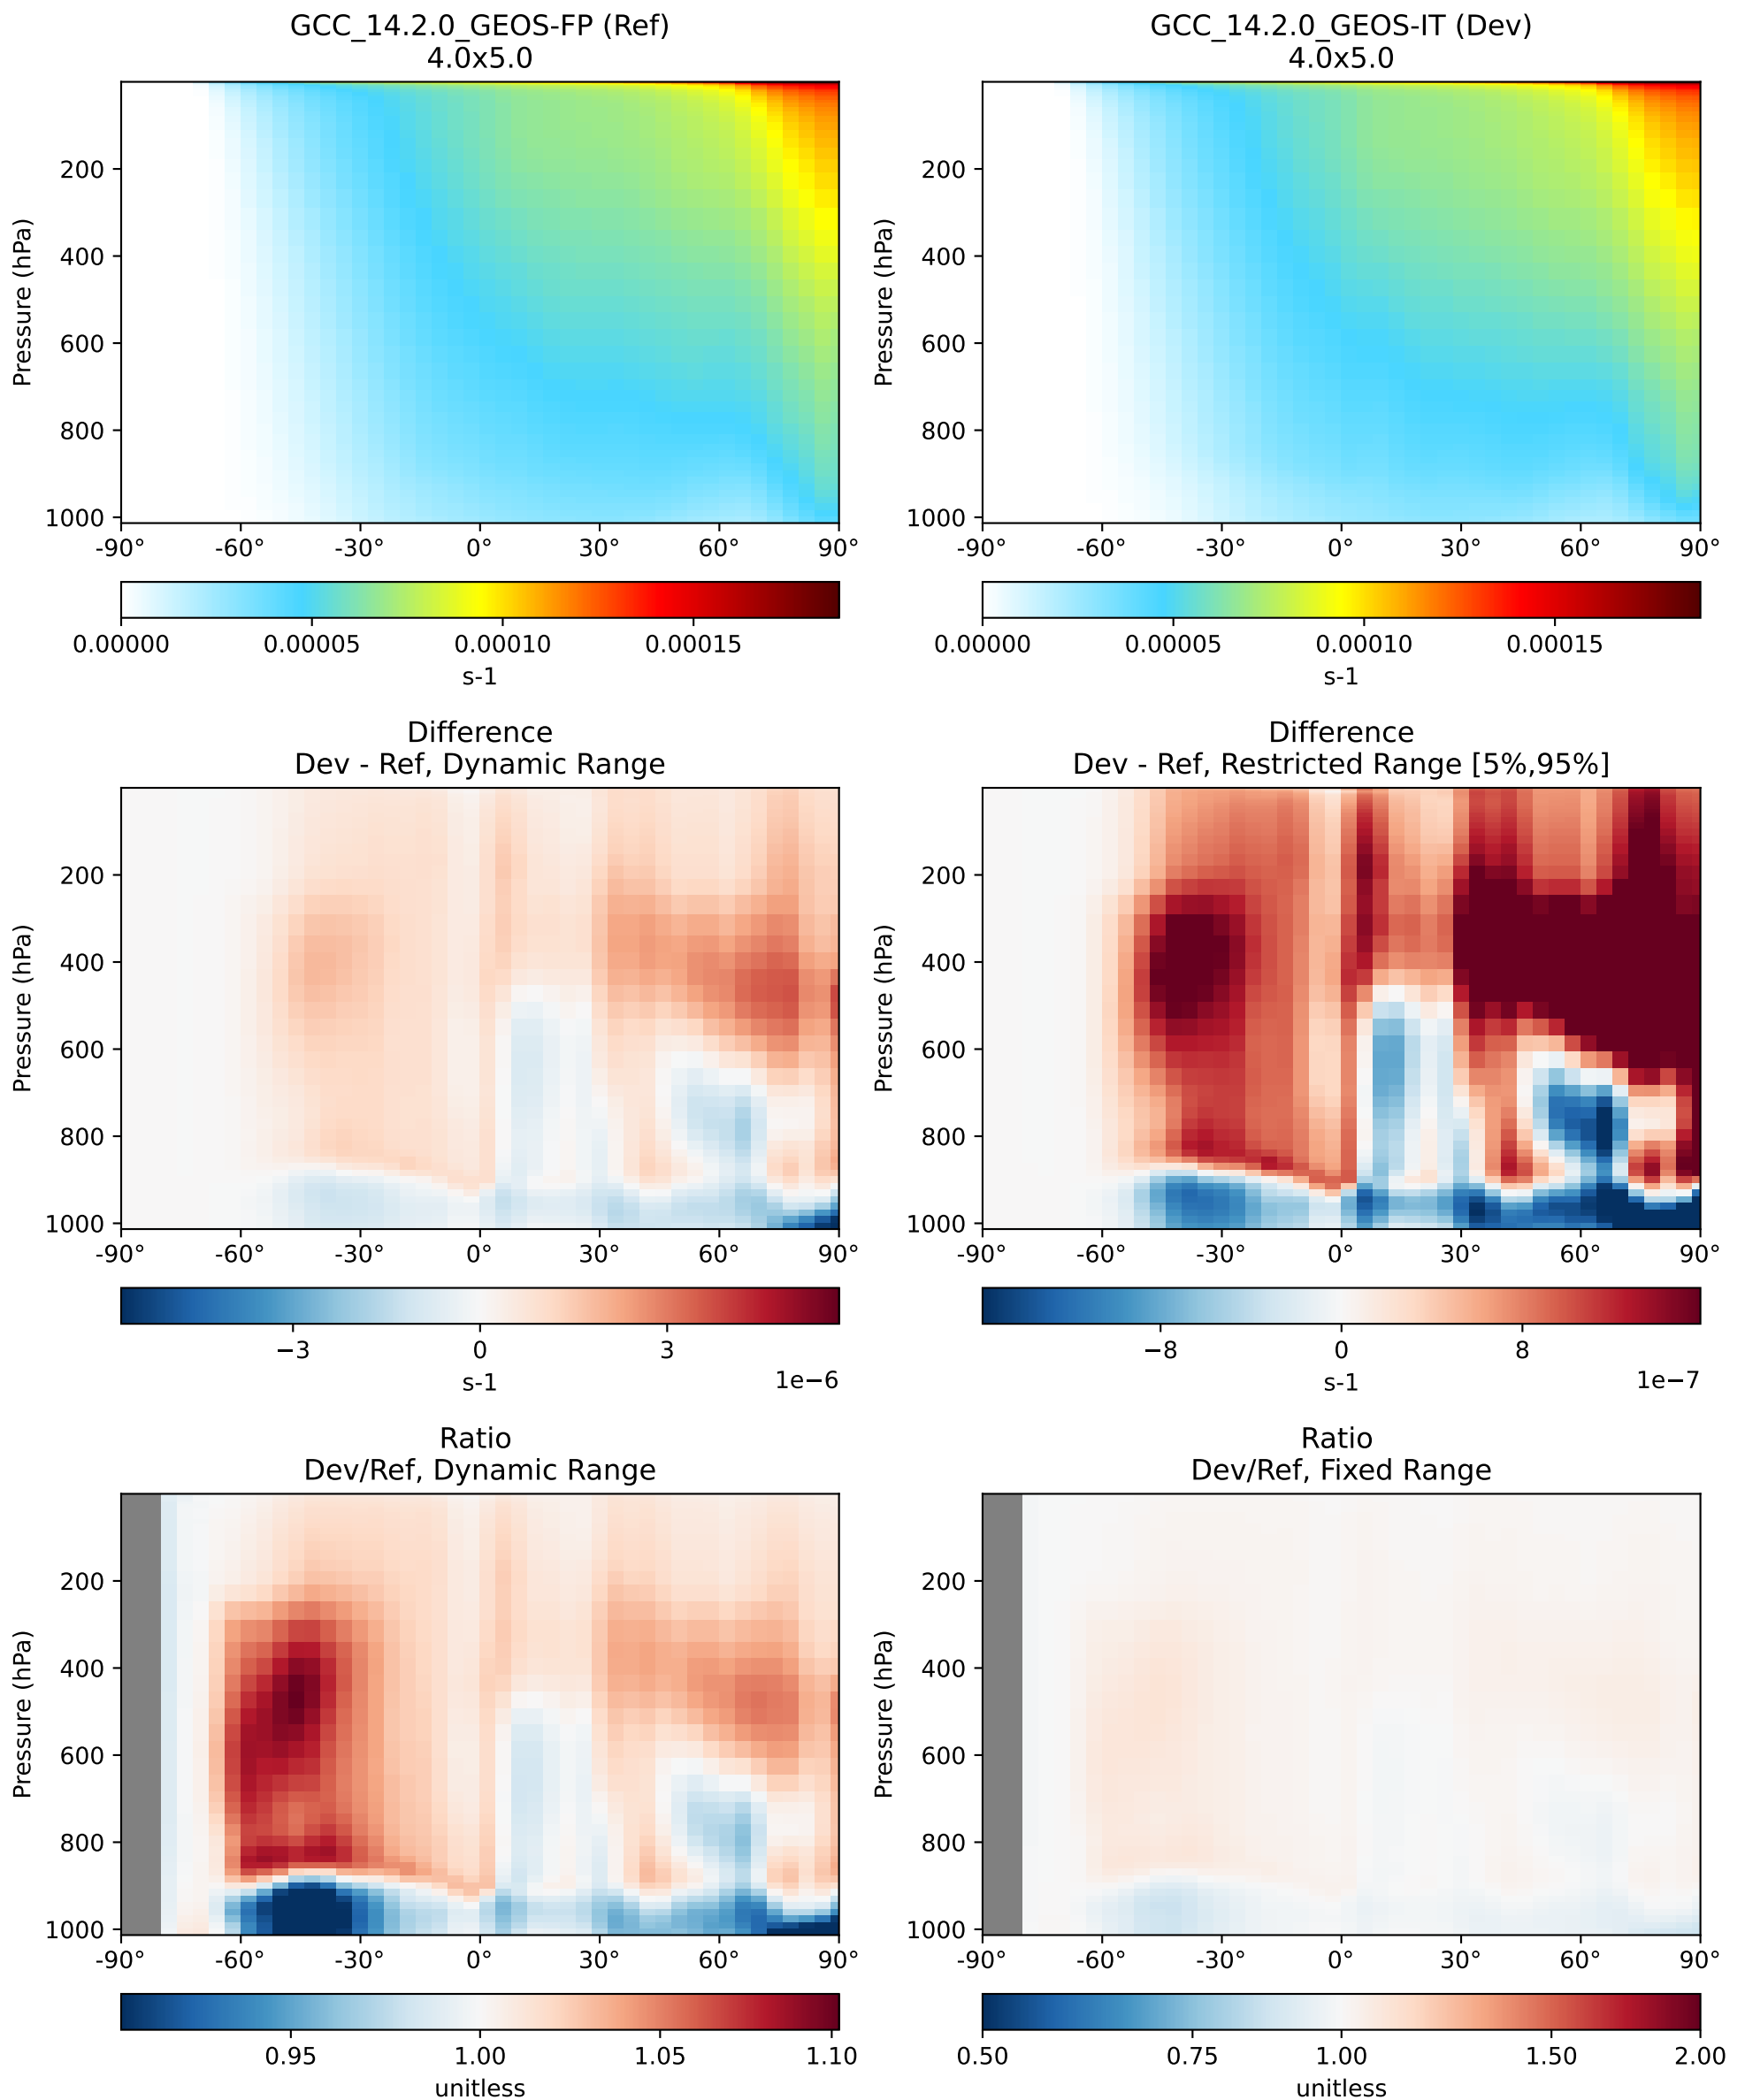 GCC_14.2.0_GEOS-FP (Ref)
4.0x5.0
Pressure (hPa)
200
400
600
800
1000
-90° -60° -30° 0° 30° 60° 90°
0.00000 0.00005 0.00010 0.00015
s-1
GCC_14.2.0_GEOS-IT (Dev)
4.0x5.0
Pressure (hPa)
200
400
600
800
1000
-90° -60° -30° 0° 30° 60° 90°
0.00000 0.00005 0.00010 0.00015
s-1
Difference
Dev - Ref, Dynamic Range
Pressure (hPa)
200
400
600
800
1000
-90° -60° -30° 0° 30° 60° 90°
−3 0 3
s-1 1e−6
Difference
Dev - Ref, Restricted Range [5%,95%]
Pressure (hPa)
200
400
600
800
1000
-90° -60° -30° 0° 30° 60° 90°
−8 0 8
s-1 1e−7
Ratio
Dev/Ref, Dynamic Range
Pressure (hPa)
200
400
600
800
1000
-90° -60° -30° 0° 30° 60° 90°
0.95 1.00 1.05 1.10
unitless
Ratio
Dev/Ref, Fixed Range
Pressure (hPa)
200
400
600
800
1000
-90° -60° -30° 0° 30° 60° 90°
0.50 0.75 1.00 1.50 2.00
unitless